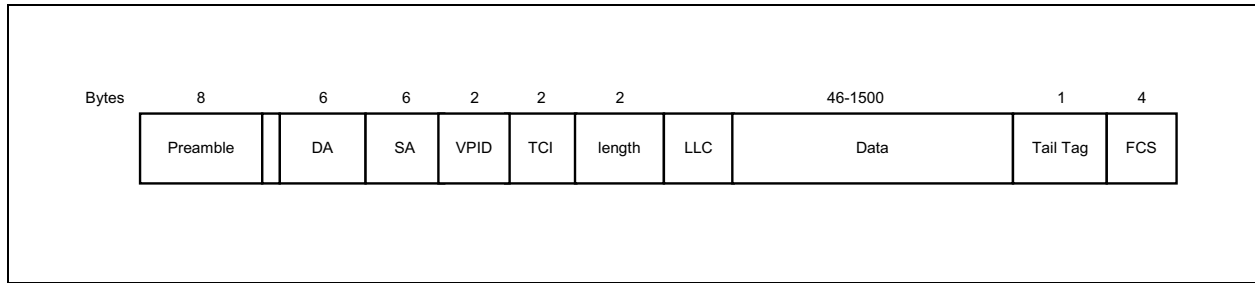 Bytes 8 6 6 2 2 2 46-1500 1 4
Preamble DA SA VPID TCI length LLC Data Tail Tag FCS